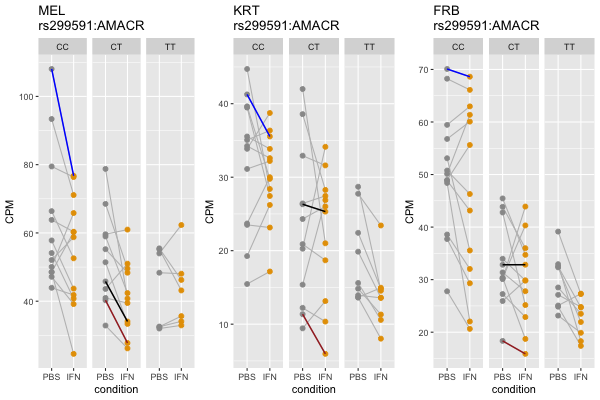 MEL
rs299591:AMACR
CC CT TT
CPM
100
80
60
40
PBS IFN PBS IFN PBS IFN
condition
KRT
rs299591:AMACR
CC CT TT
CPM
40
30
20
10
PBS IFN PBS IFN PBS IFN
condition
FRB
rs299591:AMACR
CC CT TT
CPM
70
60
50
40
30
20
PBS IFN PBS IFN PBS IFN
condition